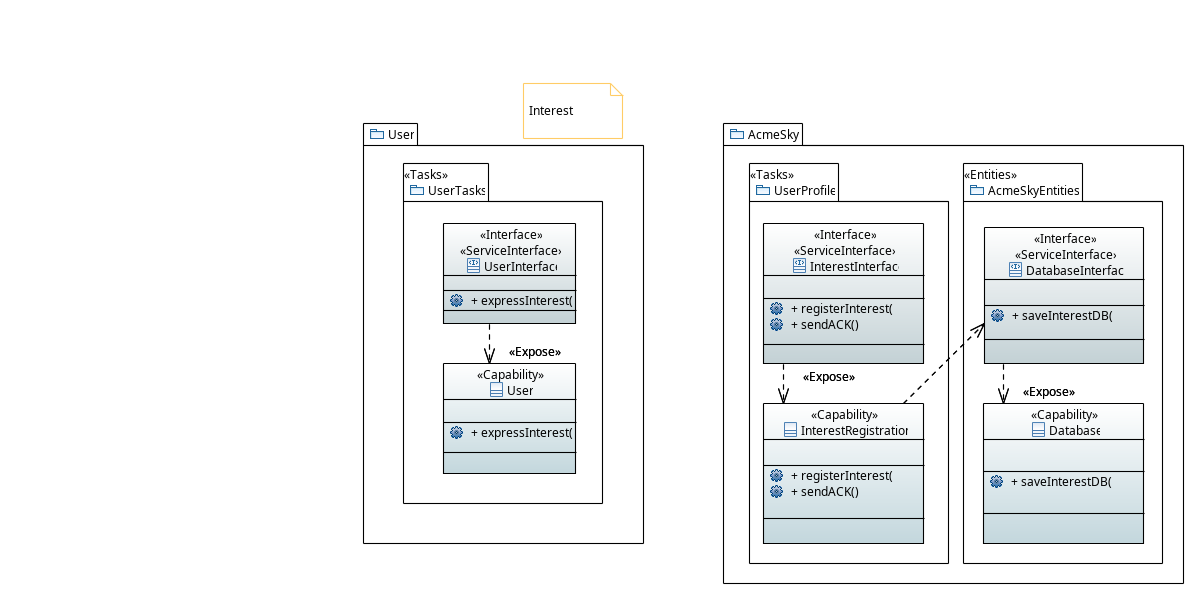 Interest
User
«Tasks»
UserTasks
«Interface»
«ServiceInterface›
UserInterfac
+ expressInterest(
«Expose»
«Capability»
User
+ expressInterest(
AcmeSky
«Tasks»
UserProfile
«Interface»
«ServiceInterface›
InterestInterfac
+ registerInterest(
+ sendACK()
«Expose»
«Capability»
InterestRegistration
+ registerInterest(
+ sendACK()
«Entities»
AcmeSkyEntities
«Interface»
«ServiceInterface›
DatabaseInterfac
+ saveInterestDB(
«Expose»
«Capability»
Database
+ saveInterestDB(